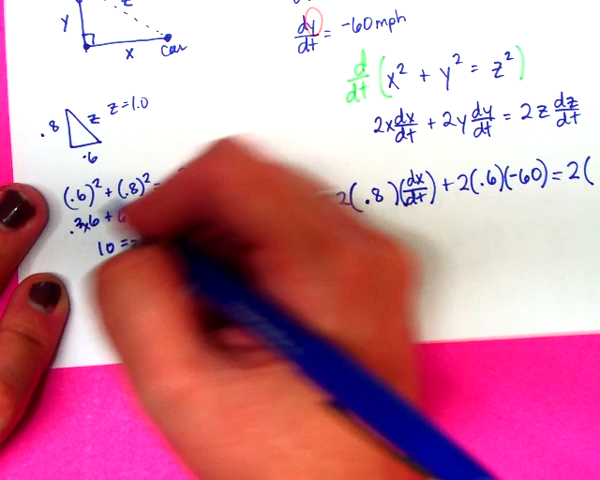 z
y
x
Car
dy/dt = -60mph
d/dt (x² + y² = z²)
2x dx/dt + 2y dy/dt = 2z dz/dt
.8
z
z = 1.0
.6
(.6)² + (.8)² =
2(.8)(dx/dt) + 2(.6)(-60) = 2(
10 =